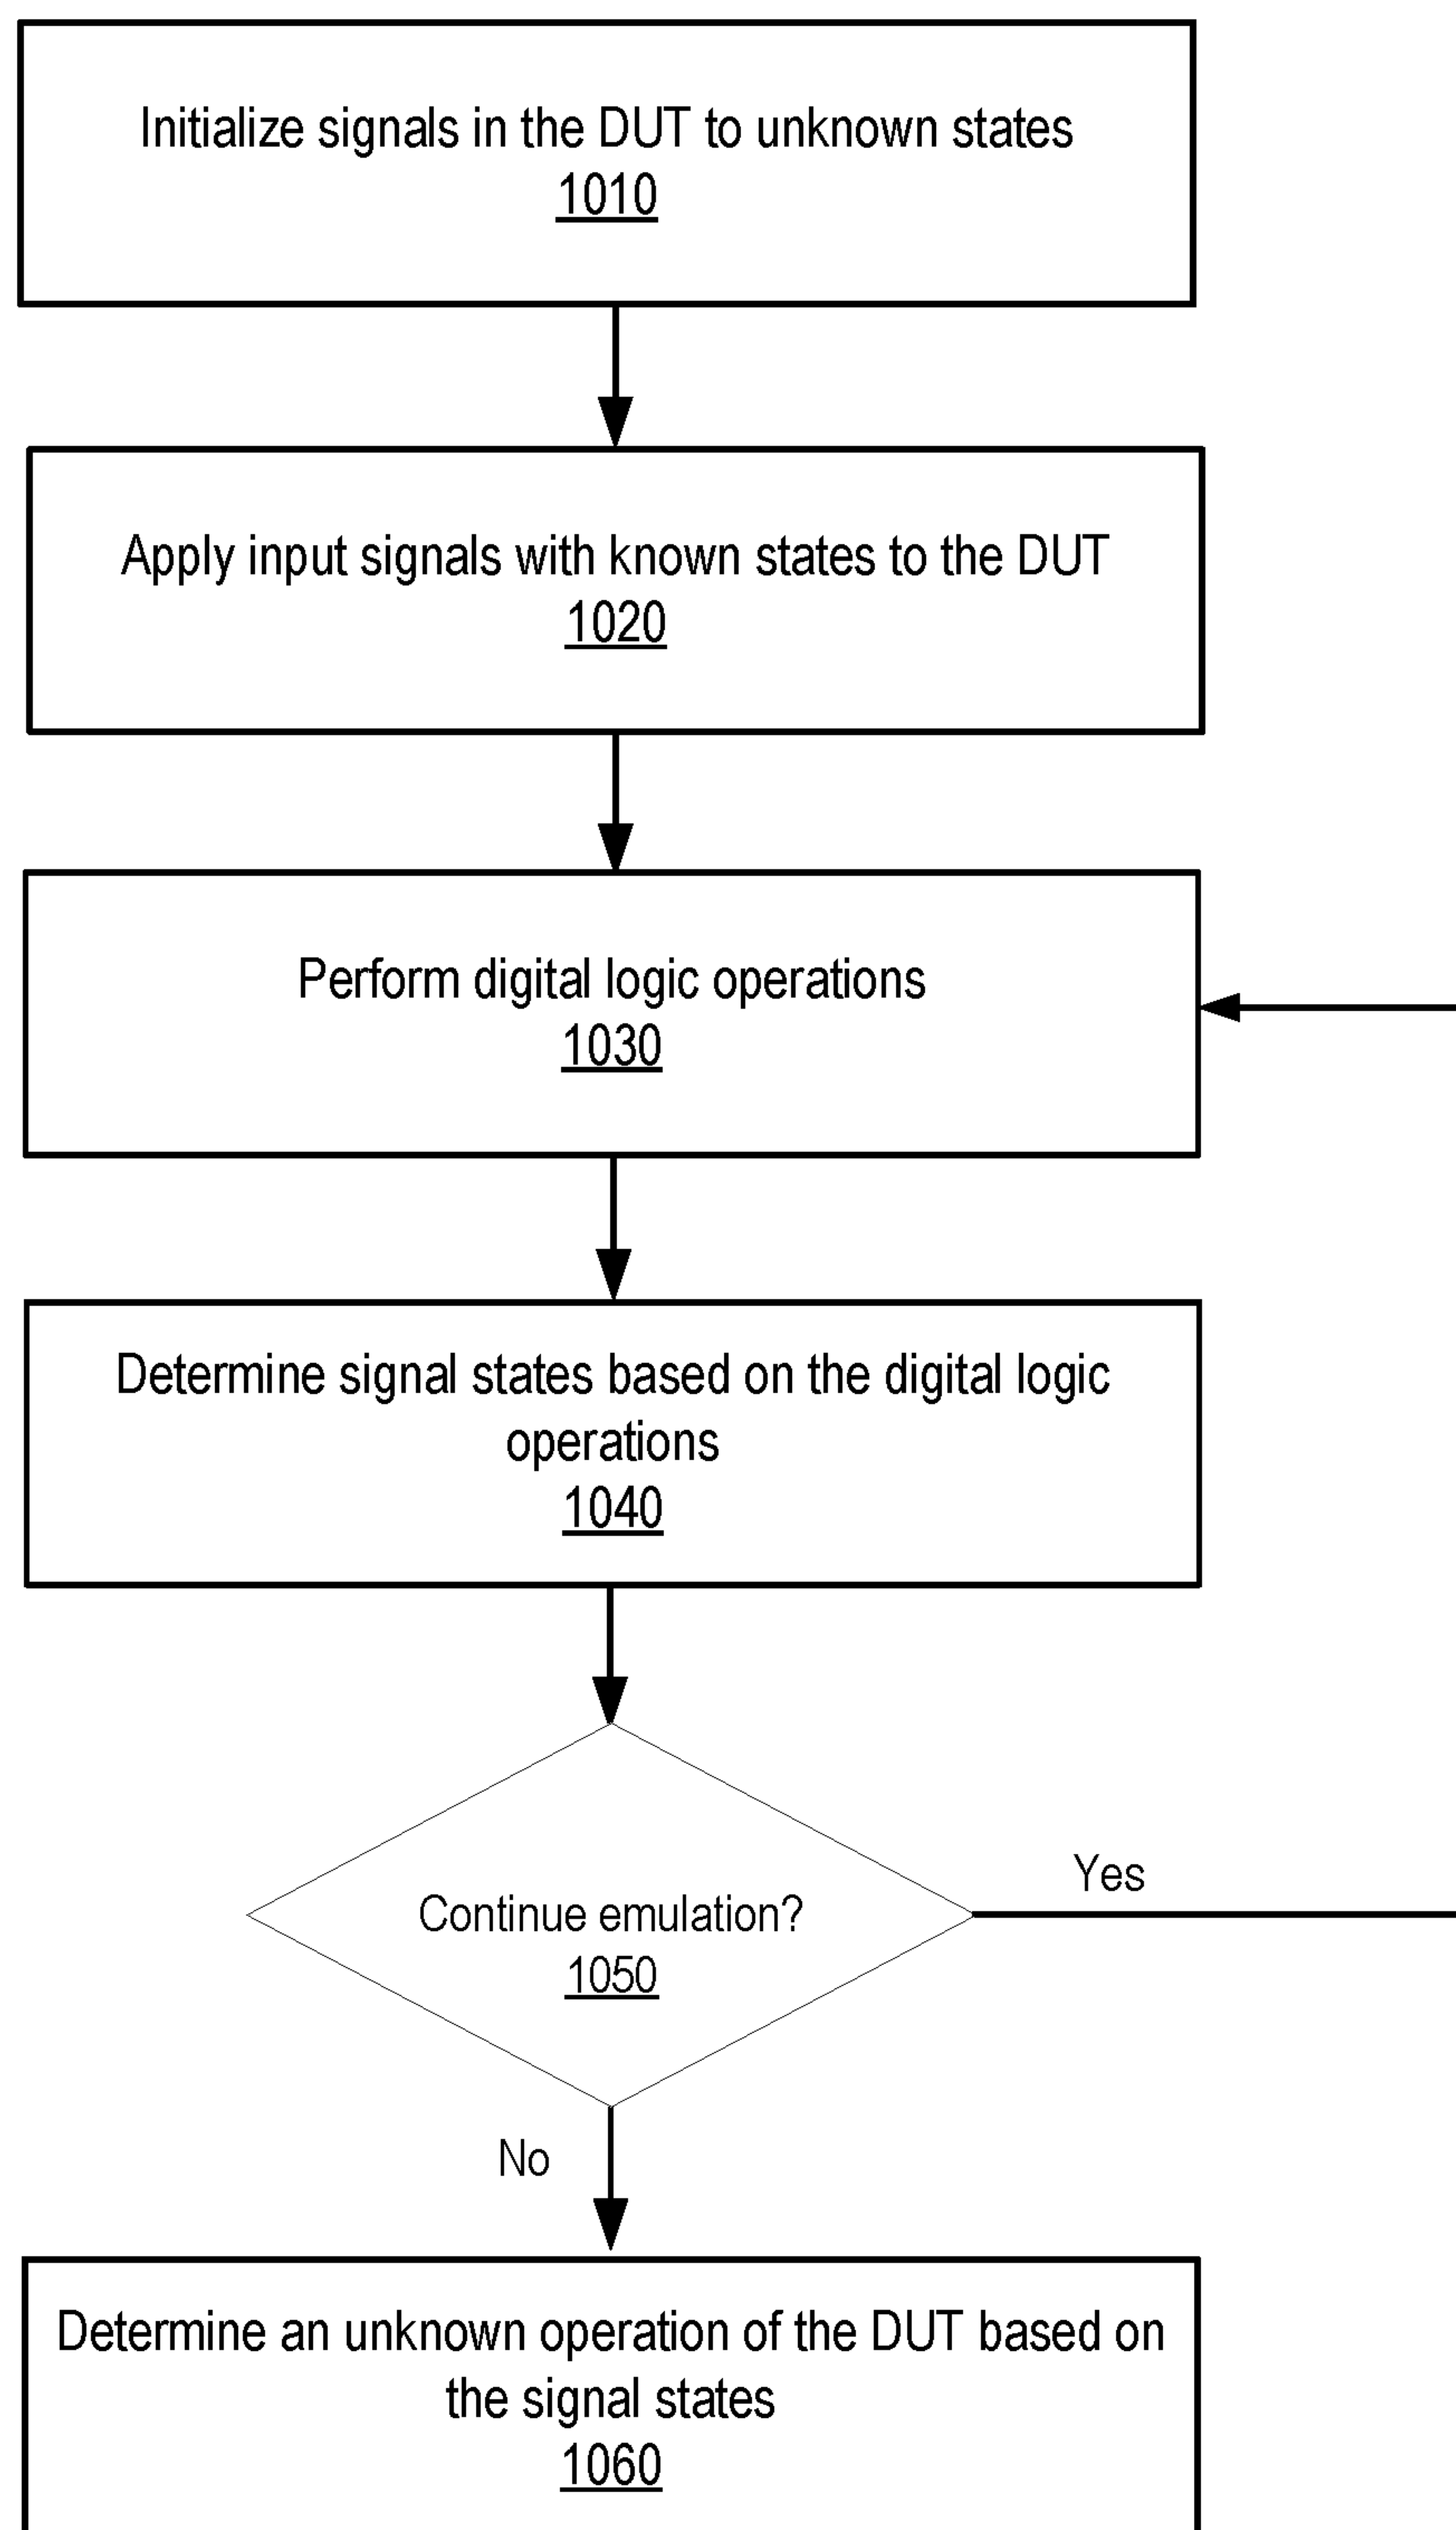 Initialize signals in the DUT to unknown states
1010
Apply input signals with known states to the DUT
1020
Perform digital logic operations
1030
Determine signal states based on the digital logic
operations
1040
Continue emulation?
1050
Yes
No
Determine an unknown operation of the DUT based on
the signal states
1060